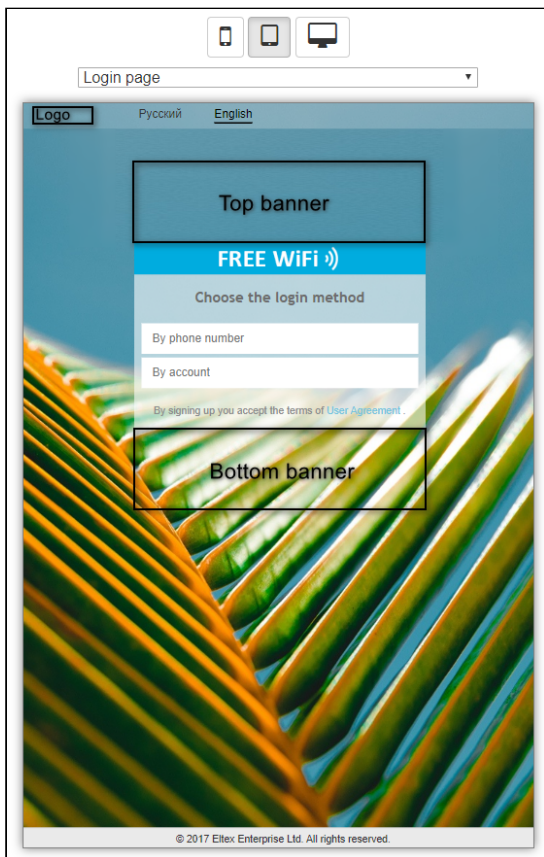 Login page
Logo Русский English
Top banner
FREE WiFi
Choose the login method
By phone number
By account
By signing up you accept the terms of User Agreement .
Bottom banner
© 2017 Eltex Enterprise Ltd. All rights reserved.